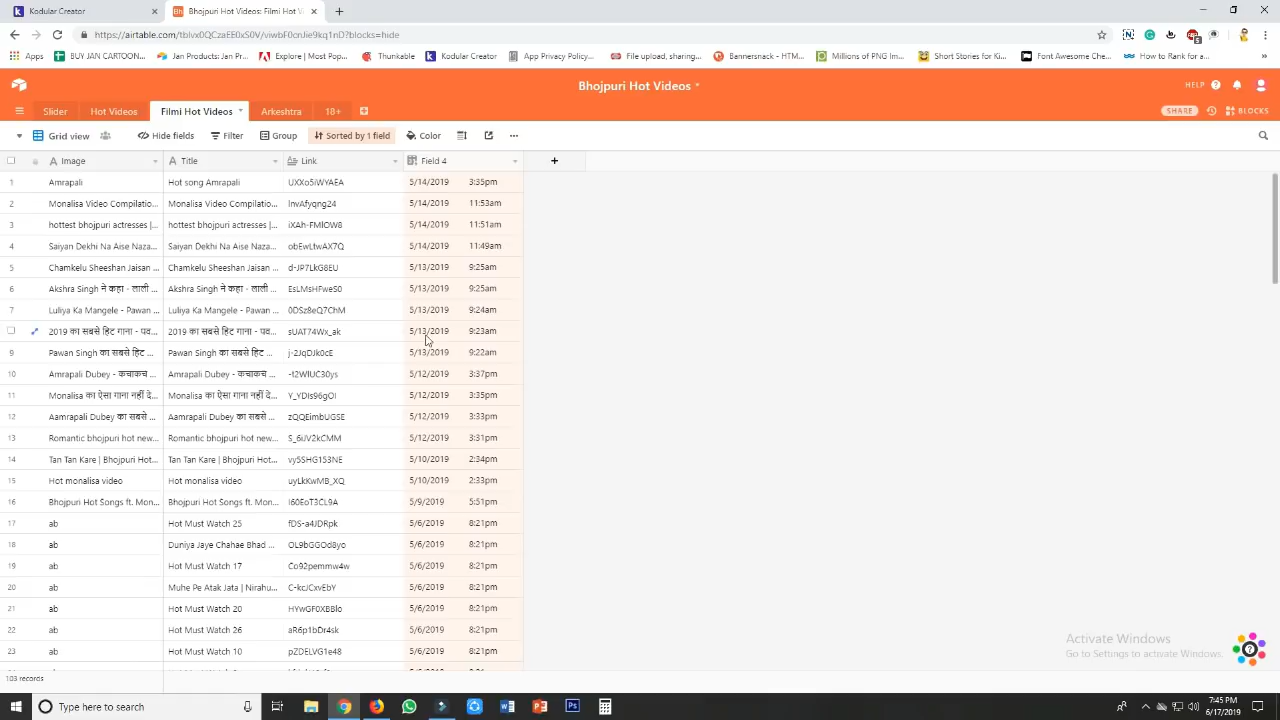 Kodular Creator
Bhojpuri Hot Videos: Filmi Hot V
https://airtable.com/tblvx0QCzaEE0xS0V/viwbF0criJie9kq1nD?blocks=hide
Apps BUY JAN CARTOON... Jan Products: Jan Pr... Explore | Most Pop... Thunkable Kodular Creator App Privacy Policy... File upload, sharing... Bannersnack - HTM... Millions of PNG Im... Short Stories for Ki... Font Awesome Che... How to Rank for a...
Bhojpuri Hot Videos
HELP
Slider Hot Videos Filmi Hot Videos Arkeshtra 18+
SHARE BLOCKS
Grid view Hide fields Filter Group Sorted by 1 field Color
Image Title Link Field 4
1 Amrapali Hot song Amrapali UXXo5iWYAEA 5/14/2019 3:35pm
2 Monalisa Video Compilatio... Monalisa Video Compilatio... lnvAfyqng24 5/14/2019 11:53am
3 hottest bhojpuri actresses |... hottest bhojpuri actresses |... iXAh-FMlOW8 5/14/2019 11:51am
4 Saiyan Dekhi Na Aise Naza... Saiyan Dekhi Na Aise Naza... obEwLtwAX7Q 5/14/2019 11:49am
5 Chamkelu Sheeshan Jaisan ... Chamkelu Sheeshan Jaisan ... d-JP7LkG8EU 5/13/2019 9:25am
6 Akshra Singh ने कहा - लाली ... Akshra Singh ने कहा - लाली ... EsLMsHFweS0 5/13/2019 9:25am
7 Luliya Ka Mangele - Pawan ... Luliya Ka Mangele - Pawan ... 0DSz8eQ7ChM 5/13/2019 9:24am
2019 का सबसे हिट गाना - पव... 2019 का सबसे हिट गाना - पव... sUAT74Wx_ak 5/13/2019 9:23am
9 Pawan Singh का सबसे हिट ... Pawan Singh का सबसे हिट ... j-2JqDJk0cE 5/13/2019 9:22am
10 Amrapali Dubey - कचाकच ... Amrapali Dubey - कचाकच ... -t2WlUC30ys 5/12/2019 3:37pm
11 Monalisa का ऐसा गाना नहीं दे... Monalisa का ऐसा गाना नहीं दे... Y_YDIs96gOI 5/12/2019 3:35pm
12 Aamrapali Dubey का सबसे ... Aamrapali Dubey का सबसे ... zQQEimbUGSE 5/12/2019 3:33pm
13 Romantic bhojpuri hot new... Romantic bhojpuri hot new... S_6iJV2kCMM 5/12/2019 3:31pm
14 Tan Tan Kare | Bhojpuri Hot... Tan Tan Kare | Bhojpuri Hot... vy5SHG153NE 5/10/2019 2:34pm
15 Hot monalisa video Hot monalisa video uyLkKwMB_XQ 5/10/2019 2:33pm
16 Bhojpuri Hot Songs ft. Mon... Bhojpuri Hot Songs ft. Mon... I60EoT3CL9A 5/9/2019 5:51pm
17 ab Hot Must Watch 25 fDS-a4JDRpk 5/6/2019 8:21pm
18 ab Duniya Jaye Chahae Bhad ... OL9bGGOd8yo 5/6/2019 8:21pm
19 ab Hot Must Watch 17 Co92pemmw4w 5/6/2019 8:21pm
20 ab Muhe Pe Atak Jata | Nirahu... C-kcJCxvEbY 5/6/2019 8:21pm
21 ab Hot Must Watch 20 HYwGF0XBBlo 5/6/2019 8:21pm
22 ab Hot Must Watch 26 aR6p1bDr4sk 5/6/2019 8:21pm
23 ab Hot Must Watch 10 pZDELVG1e48 5/6/2019 8:21pm
103 records
Activate Windows
Go to Settings to activate Windows.
Type here to search
7:45 PM
6/17/2019